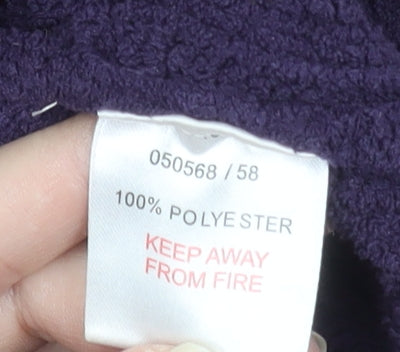 050568 / 58
100% POLYESTER
KEEP AWAY
FROM FIRE